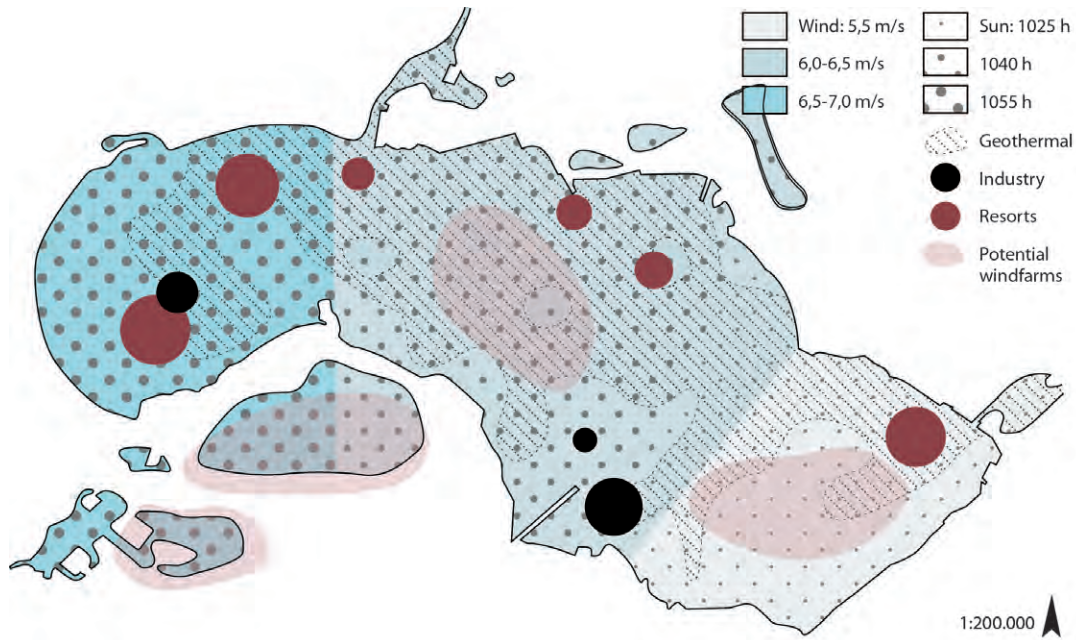 Wind: 5,5 m/s
6,0-6,5 m/s
6,5-7,0 m/s
Sun: 1025 h
1040 h
1055 h
Geothermal
Industry
Resorts
Potential
windfarms
1:200.000